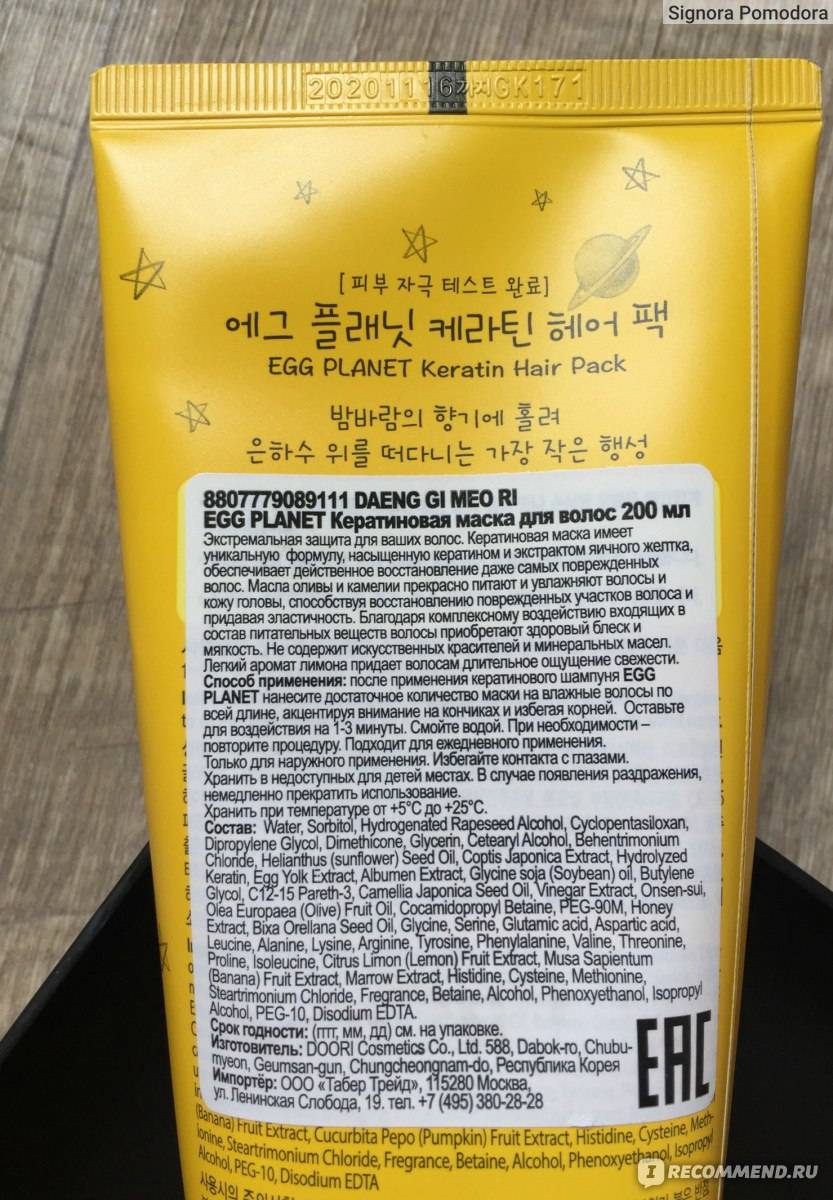 Signora Pomodora
20201116까지GK171
[피부 자극 테스트 완료]
에그 플래닛 케라틴 헤어 팩
EGG PLANET Keratin Hair Pack
밤바람의 향기에 홀려
은하수 위를 떠다니는 가장 작은 행성
8807779089111 DAENG GI MEO RI
EGG PLANET Кератиновая маска для волос 200 мл
Экстремальная защита для ваших волос. Кератиновая маска имеет
уникальную формулу, насыщенную кератином и экстрактом яичного желтка,
обеспечивает действенное восстановление даже самых поврежденных
волос. Масла оливы и камелии прекрасно питают и увлажняют волосы и
кожу головы, способствуя восстановлению поврежденных участков волоса и
придавая эластичность. Благодаря комплексному воздействию входящих в
состав питательных веществ волосы приобретают здоровый блеск и
мягкость. Не содержит искусственных красителей и минеральных масел.
Легкий аромат лимона придает волосам длительное ощущение свежести.
Способ применения: после применения кератинового шампуня EGG
PLANET нанесите достаточное количество маски на влажные волосы по
всей длине, акцентируя внимание на кончиках и избегая корней. Оставьте
для воздействия на 1-3 минуты. Смойте водой. При необходимости –
повторите процедуру. Подходит для ежедневного применения.
Только для наружного применения. Избегайте контакта с глазами.
Хранить в недоступных для детей местах. В случае появления раздражения,
немедленно прекратить использование.
Хранить при температуре от +5°С до +25°С.
Состав: Water, Sorbitol, Hydrogenated Rapeseed Alcohol, Cyclopentasiloxan,
Dipropylene Glycol, Dimethicone, Glycerin, Cetearyl Alcohol, Behentrimonium
Chloride, Helianthus (sunflower) Seed Oil, Coptis Japonica Extract, Hydrolyzed
Keratin, Egg Yolk Extract, Albumen Extract, Glycine soja (Soybean) oil, Butylene
Glycol, C12-15 Pareth-3, Camellia Japonica Seed Oil, Vinegar Extract, Onsen-sui,
Olea Europaea (Olive) Fruit Oil, Cocamidopropyl Betaine, PEG-90M, Honey
Extract, Bixa Orellana Seed Oil, Glycine, Serine, Glutamic acid, Aspartic acid,
Leucine, Alanine, Lysine, Arginine, Tyrosine, Phenylalanine, Valine, Threonine,
Proline, Isoleucine, Citrus Limon (Lemon) Fruit Extract, Musa Sapientum
(Banana) Fruit Extract, Marrow Extract, Histidine, Cysteine, Methionine,
Steartrimonium Chloride, Fregrance, Betaine, Alcohol, Phenoxyethanol, Isopropyl
Alcohol, PEG-10, Disodium EDTA.
Срок годности: (гггг, мм, дд) см. на упаковке.
Изготовитель: DOORI Cosmetics Co., Ltd. 588, Dabok-ro, Chubu-
myeon, Geumsan-gun, Chungcheongnam-do, Республика Корея
Импортёр: ООО «Табер Трейд», 115280 Москва,
ул. Ленинская Слобода, 19. тел. +7 (495) 380-28-28
EAC
(Banana) Fruit Extract, Cucurbita Pepo (Pumpkin) Fruit Extract, Histidine, Cysteine, Meth-
ionine, Steartrimonium Chloride, Fregrance, Betaine, Alcohol, Phenoxyethanol, Isopropyl
Alcohol, PEG-10, Disodium EDTA
IRECOMMEND.RU